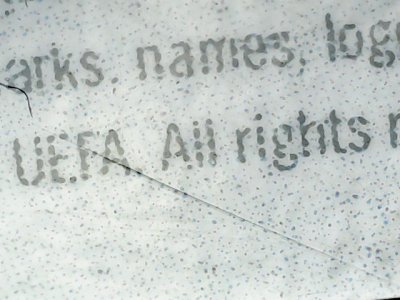 arks, names, log
UEFA. All rights r